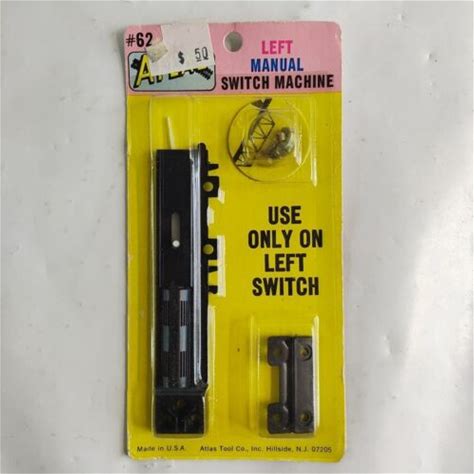 #62
$ .50
ATLAS
LEFT
MANUAL
SWITCH MACHINE
USE
ONLY ON
LEFT
SWITCH
Made in U.S.A.
Atlas Tool Co., Inc. Hillside, N.J. 07205